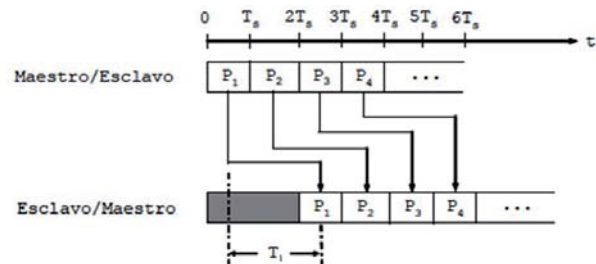 0 Tₛ 2Tₛ 3Tₛ 4Tₛ 5Tₛ 6Tₛ
t
Maestro/Esclavo P₁ P₂ P₃ P₄ ...
Esclavo/Maestro P₁ P₂ P₃ P₄ ...
Tₗ